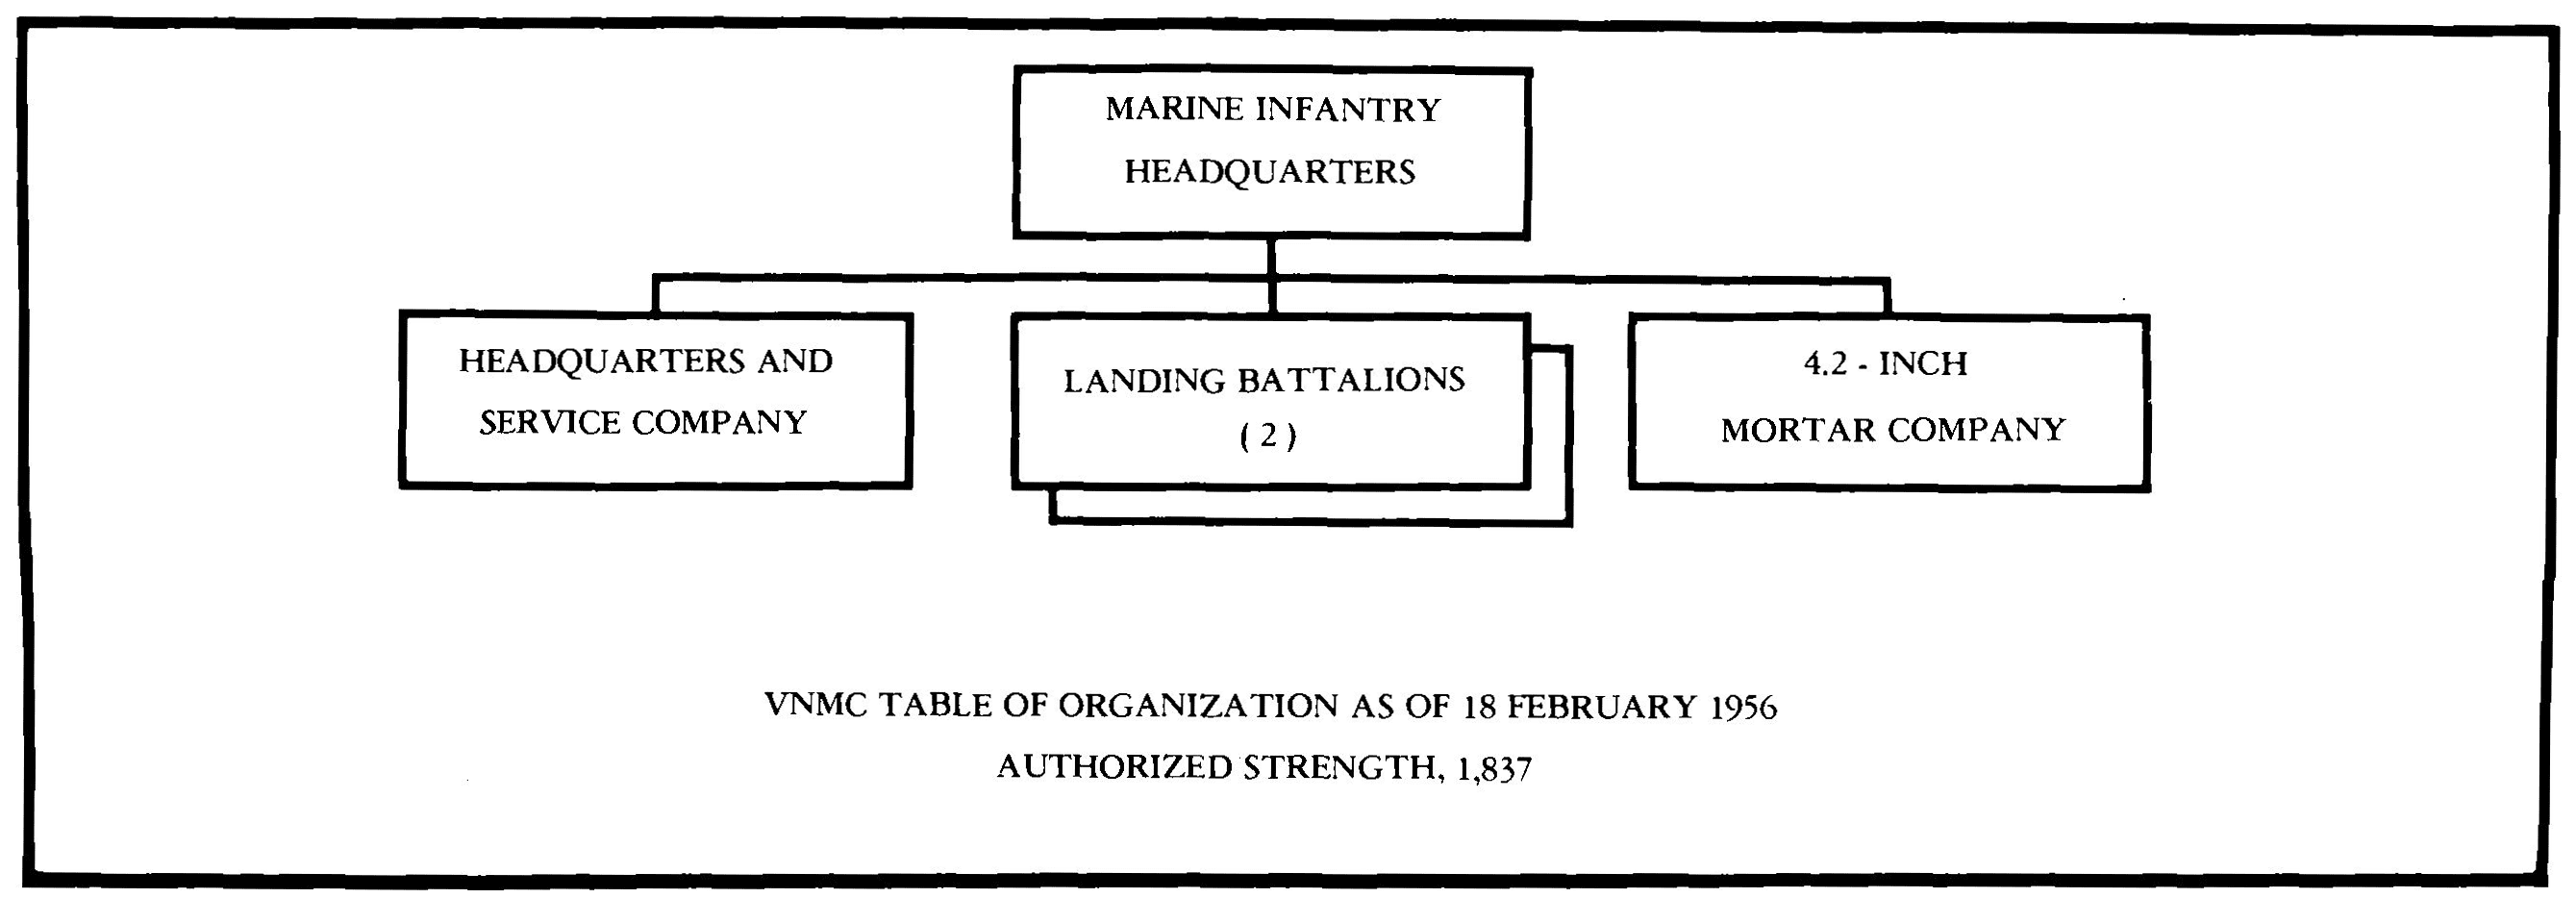 MARINE INFANTRY
HEADQUARTERS
HEADQUARTERS AND
SERVICE COMPANY
LANDING BATTALIONS
( 2 )
4.2 - INCH
MORTAR COMPANY
VNMC TABLE OF ORGANIZATION AS OF 18 FEBRUARY 1956
AUTHORIZED STRENGTH, 1,837